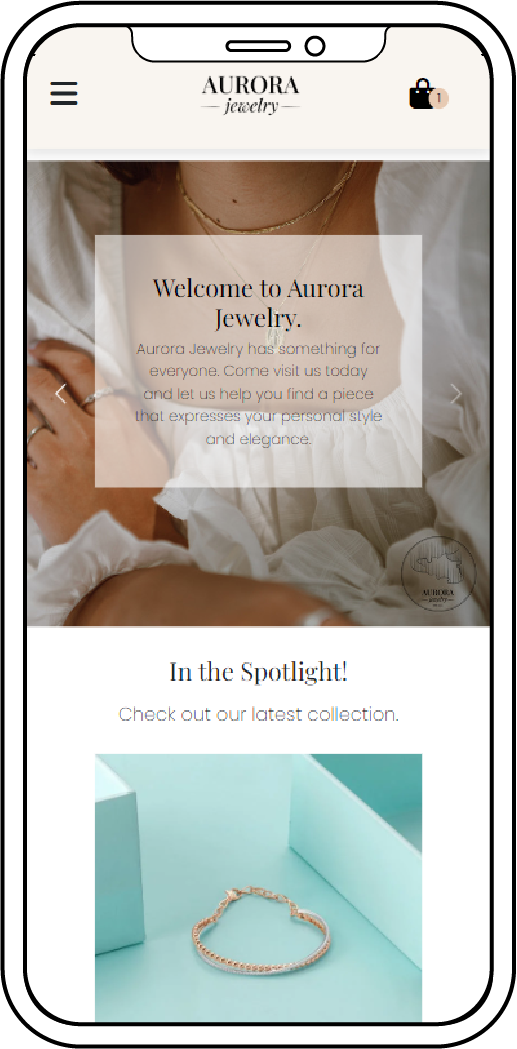 AURORA
jewelry
1
Welcome to Aurora
Jewelry.
Aurora Jewelry has something for
everyone. Come visit us today
and let us help you find a piece
that expresses your personal style
and elegance.
AURORA
jewelry
In the Spotlight!
Check out our latest collection.